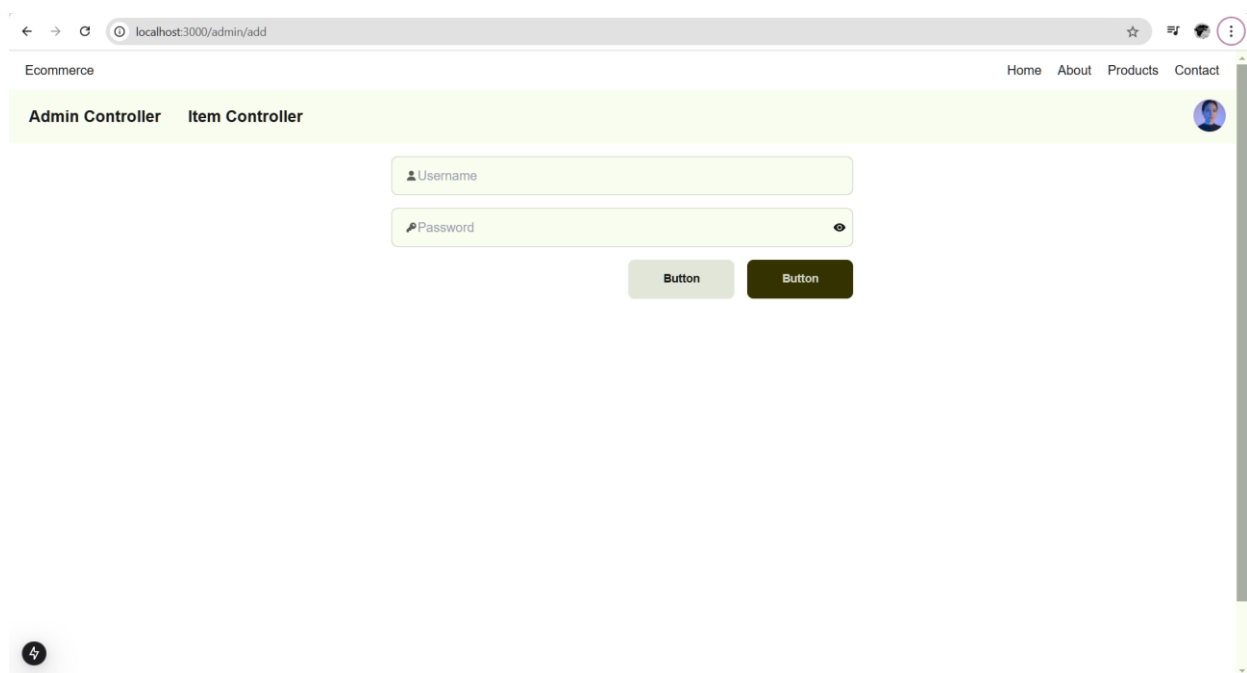 localhost:3000/admin/add
Ecommerce Home About Products Contact
Admin Controller Item Controller
Username
Password
Button Button